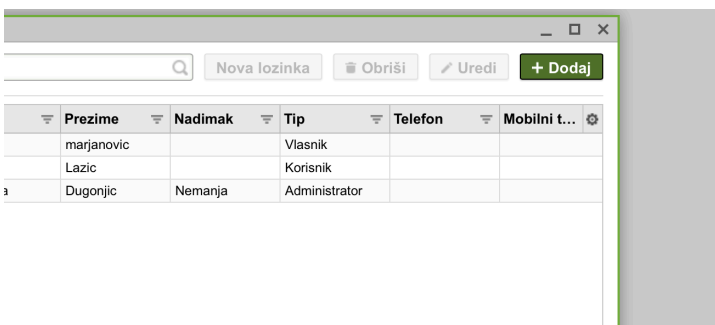 Nova lozinka Obriši Uredi + Dodaj
Prezime Nadimak Tip Telefon Mobilni t...
marjanovic Vlasnik
Lazic Korisnik
a Dugonjic Nemanja Administrator